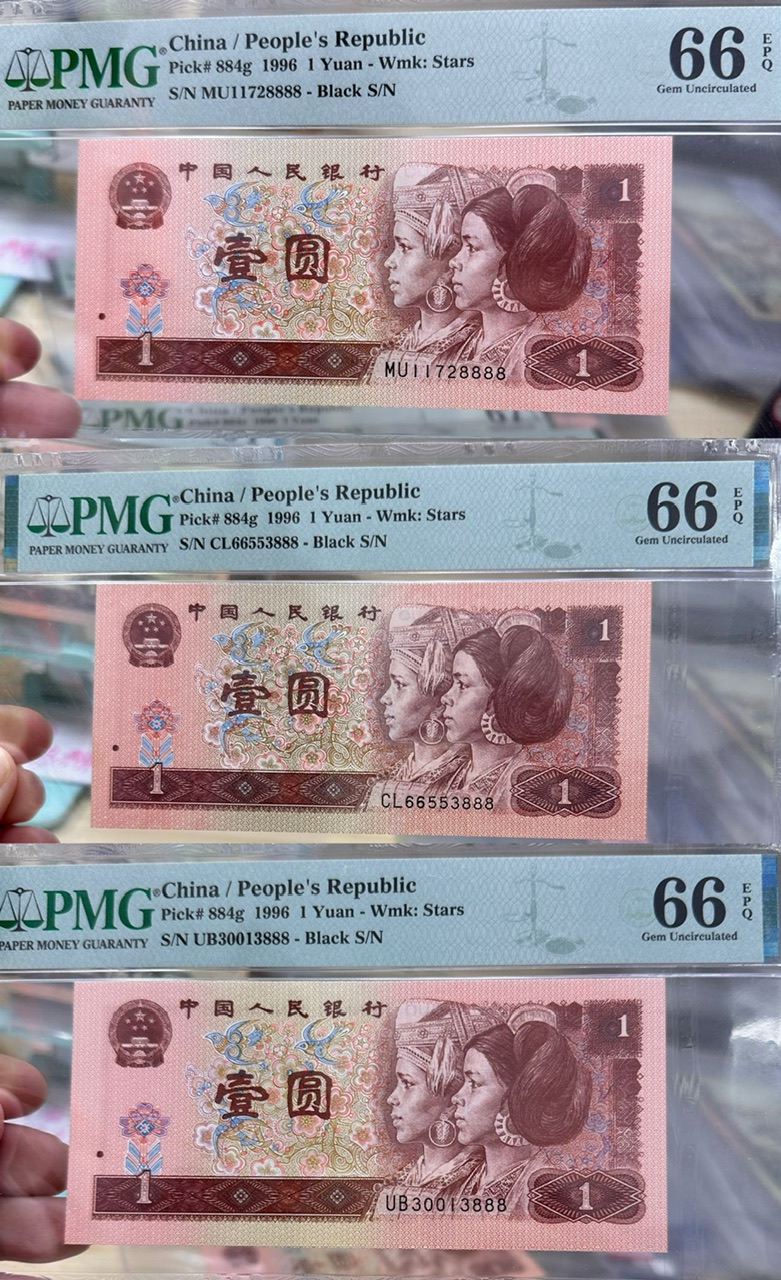 PMG
PAPER MONEY GUARANTY
China / People's Republic
Pick# 884g 1996 1 Yuan - Wmk: Stars
S/N MU11728888 - Black S/N
66 EPQ
Gem Uncirculated
中国人民银行
1
壹圆
1
MU11728888
1
PMG
China / People's Republic
61
PMG
PAPER MONEY GUARANTY
China / People's Republic
Pick# 884g 1996 1 Yuan - Wmk: Stars
S/N CL66553888 - Black S/N
66 EPQ
Gem Uncirculated
中国人民银行
1
壹圆
1
CL66553888
1
PMG
PAPER MONEY GUARANTY
China / People's Republic
Pick# 884g 1996 1 Yuan - Wmk: Stars
S/N UB30013888 - Black S/N
66 EPQ
Gem Uncirculated
中国人民银行
1
壹圆
1
UB30013888
1